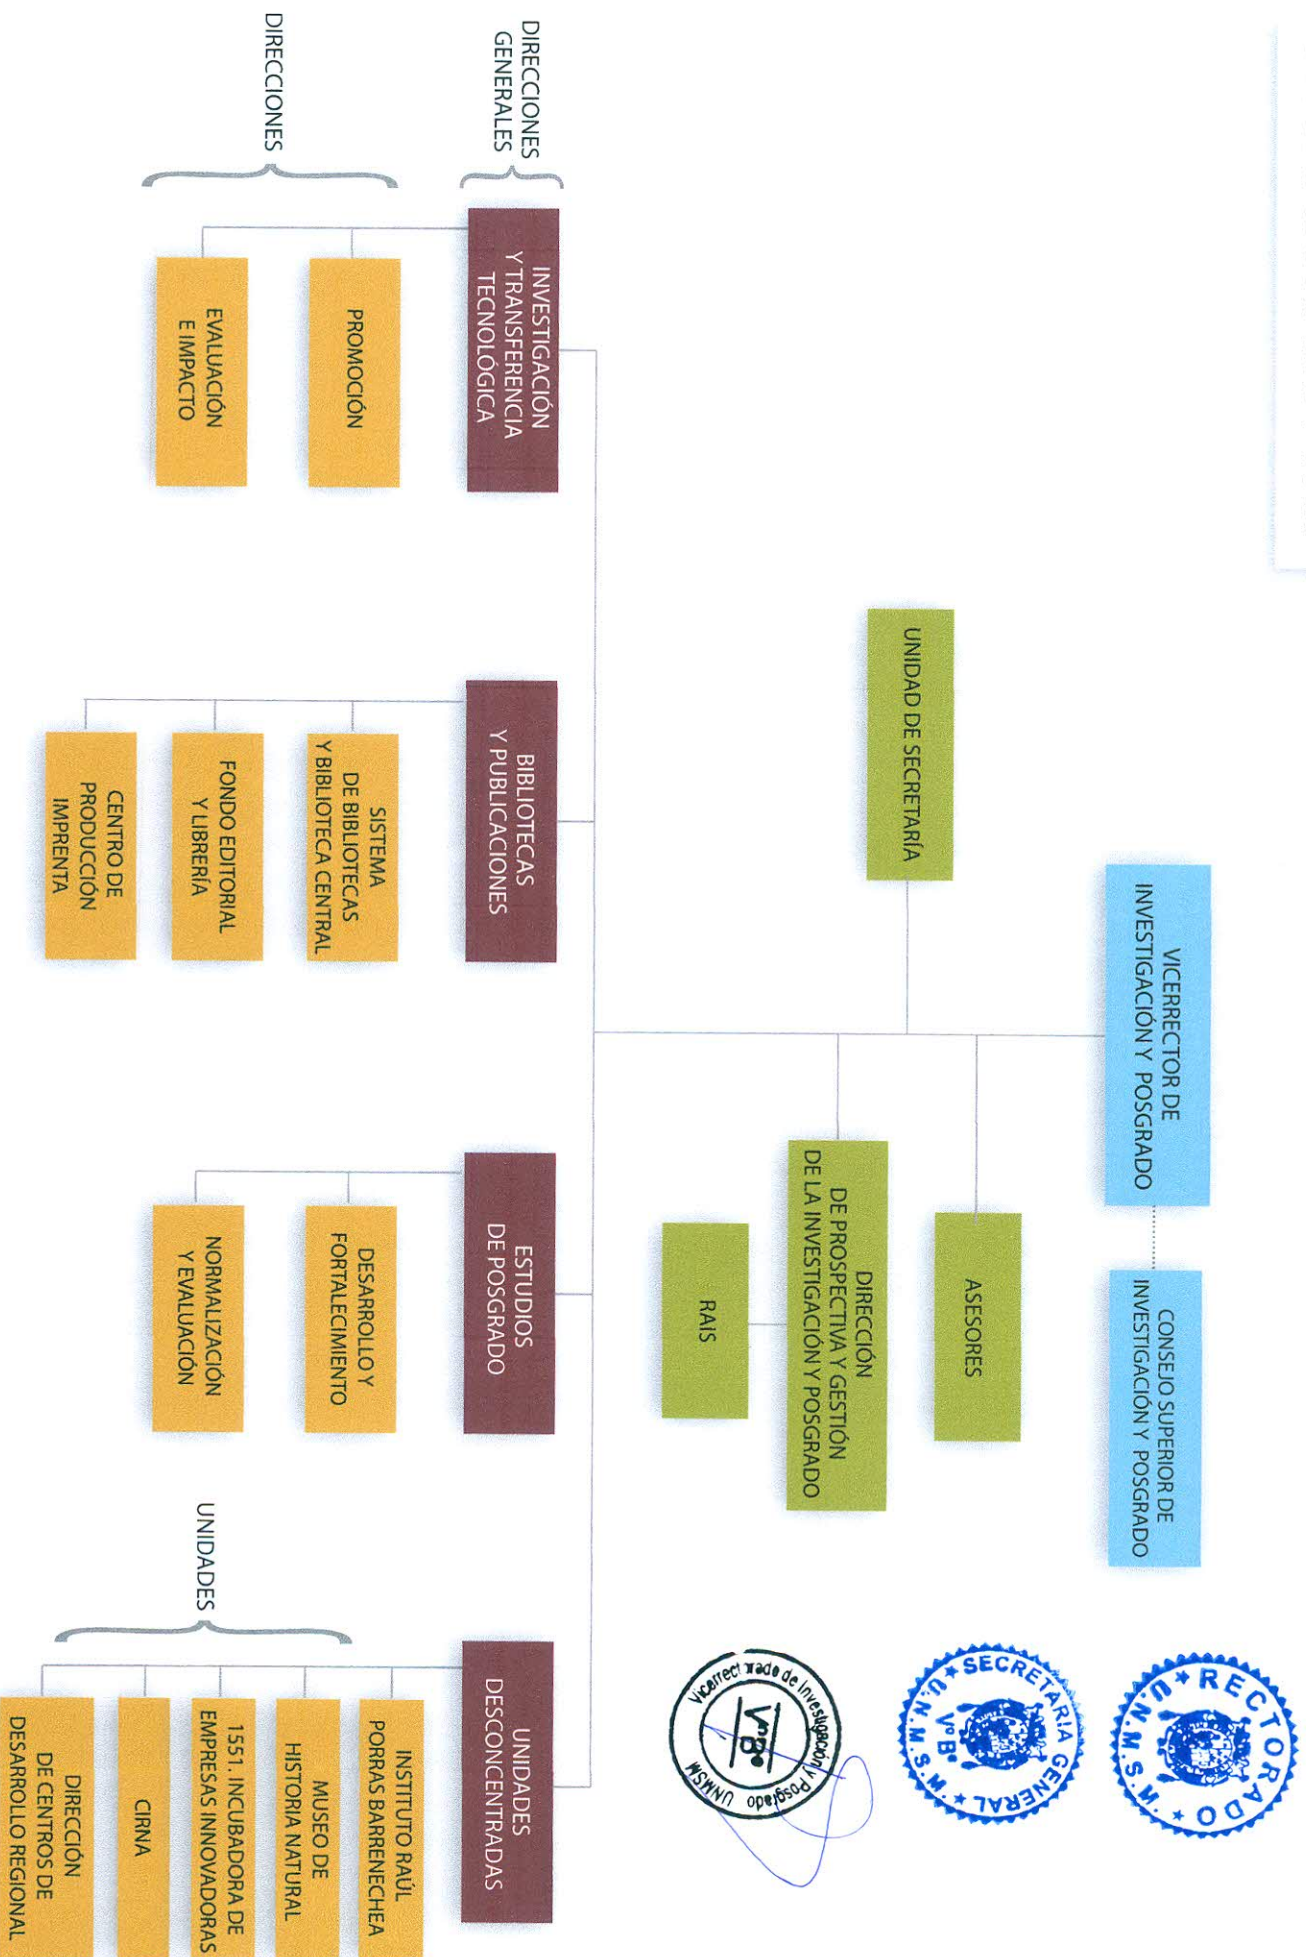 VICERRECTOR DE
INVESTIGACIÓN Y POSGRADO
CONSEJO SUPERIOR DE
INVESTIGACIÓN Y POSGRADO
RECTORADO
U.N.M.S.M.
UNIDAD DE SECRETARÍA
ASESORES
SECRETARIA GENERAL
U.N.M.S.M.
V°B°
DIRECCIÓN
DE PROSPECTIVA Y GESTIÓN
DE LA INVESTIGACIÓN Y POSGRADO
RAIS
Vicerrectorado de Investigación y Posgrado
V°B°
UNMSM
DIRECCIONES
GENERALES
INVESTIGACIÓN
Y TRANSFERENCIA
TECNOLÓGICA
BIBLIOTECAS
Y PUBLICACIONES
ESTUDIOS
DE POSGRADO
UNIDADES
DESCONCENTRADAS
DIRECCIONES
PROMOCIÓN
EVALUACIÓN
E IMPACTO
SISTEMA
DE BIBLIOTECAS
Y BIBLIOTECA CENTRAL
FONDO EDITORIAL
Y LIBRERÍA
CENTRO DE
PRODUCCIÓN
IMPRENTA
DESARROLLO Y
FORTALECIMIENTO
NORMALIZACIÓN
Y EVALUACIÓN
UNIDADES
INSTITUTO RAÚL
PORRAS BARRENECHEA
MUSEO DE
HISTORIA NATURAL
1551. INCUBADORA DE
EMPRESAS INNOVADORAS
CIRNA
DIRECCIÓN
DE CENTROS DE
DESARROLLO REGIONAL